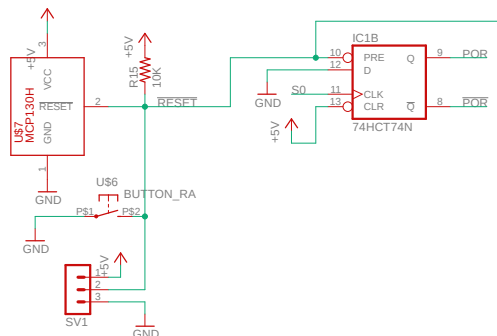 +5V
3
VCC
U$7
MCP130H
RESET
2
GND
1
GND
+5V
R15
10K
RESET
IC1B
10
PRE
Q
9
POR
12
D
GND
S0
11
CLK
13
CLR
Q
8
POR
+5V
74HCT74N
U$6
BUTTON_RA
P$1
P$2
GND
+5V
1
2
3
SV1
GND